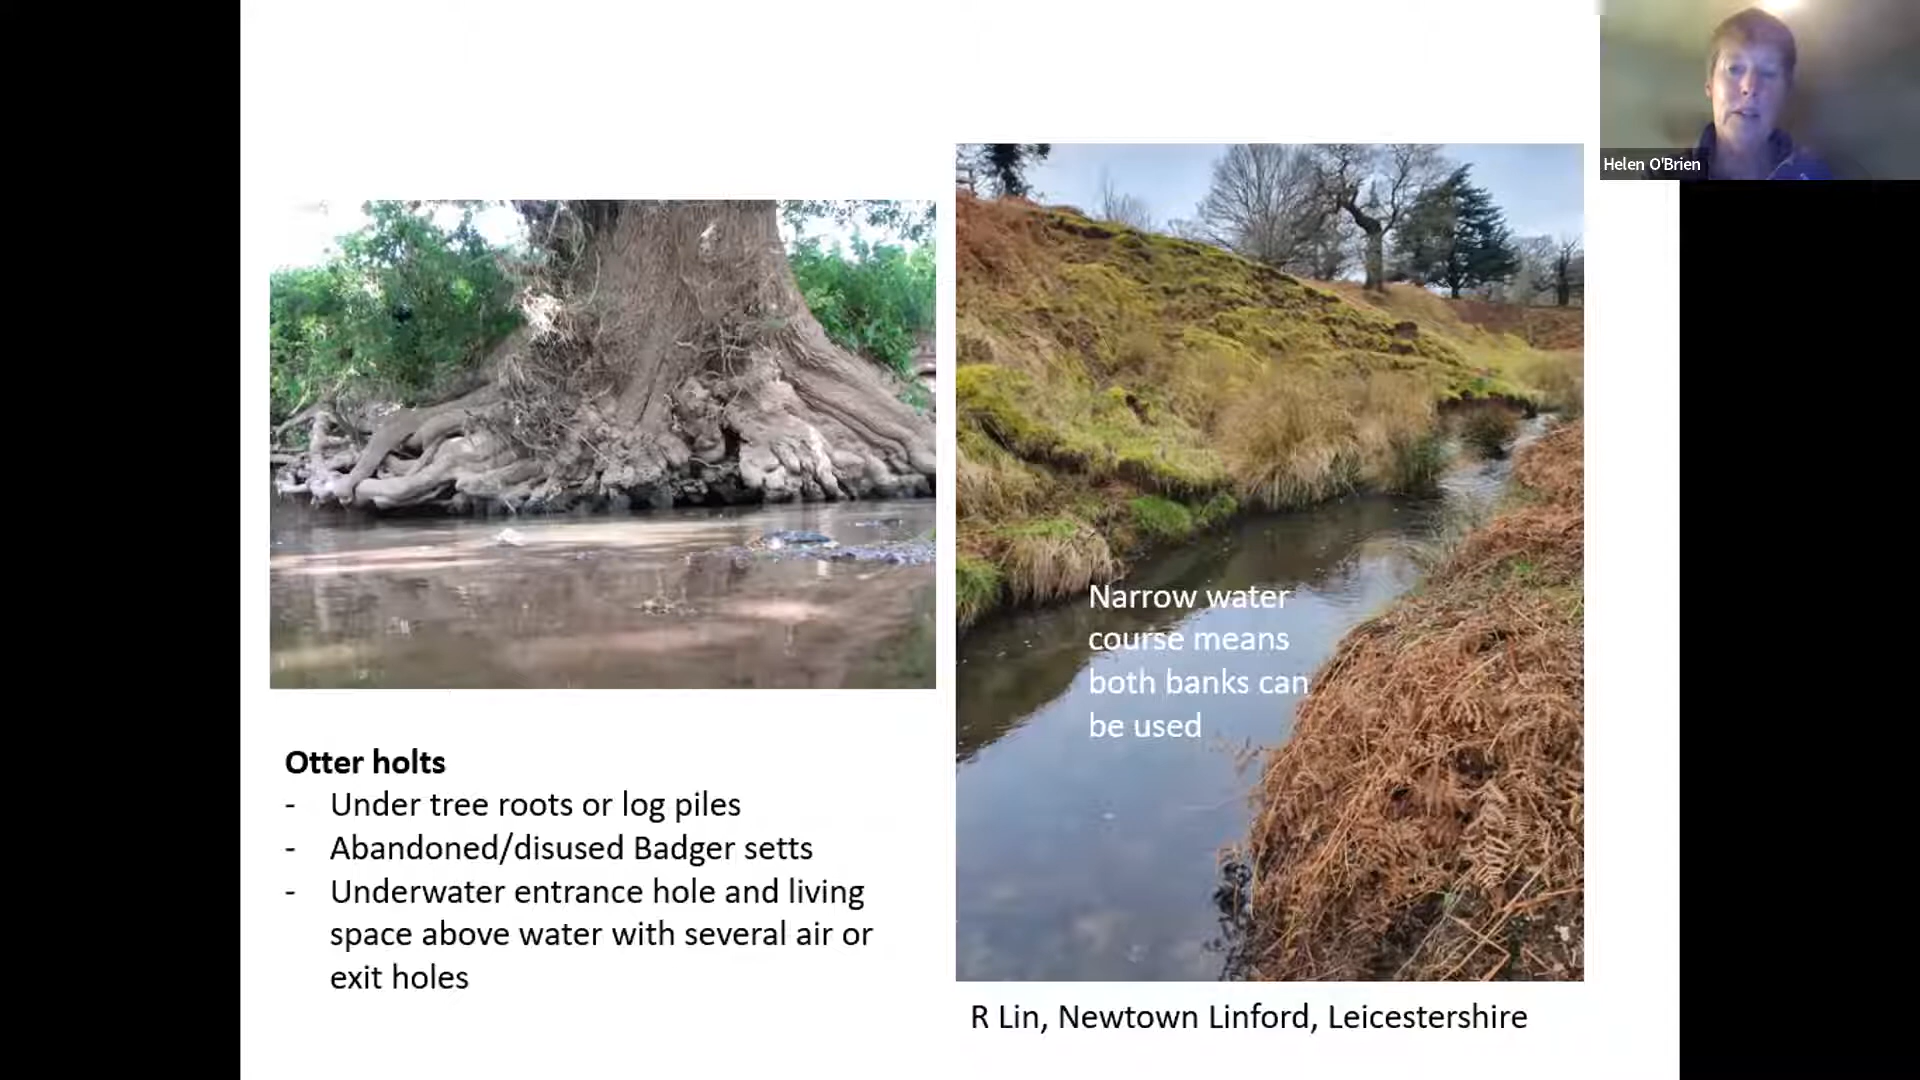 Helen O'Brien
Narrow water
course means
both banks can
be used
Otter holts
- Under tree roots or log piles
- Abandoned/disused Badger setts
- Underwater entrance hole and living
space above water with several air or
exit holes
R Lin, Newtown Linford, Leicestershire